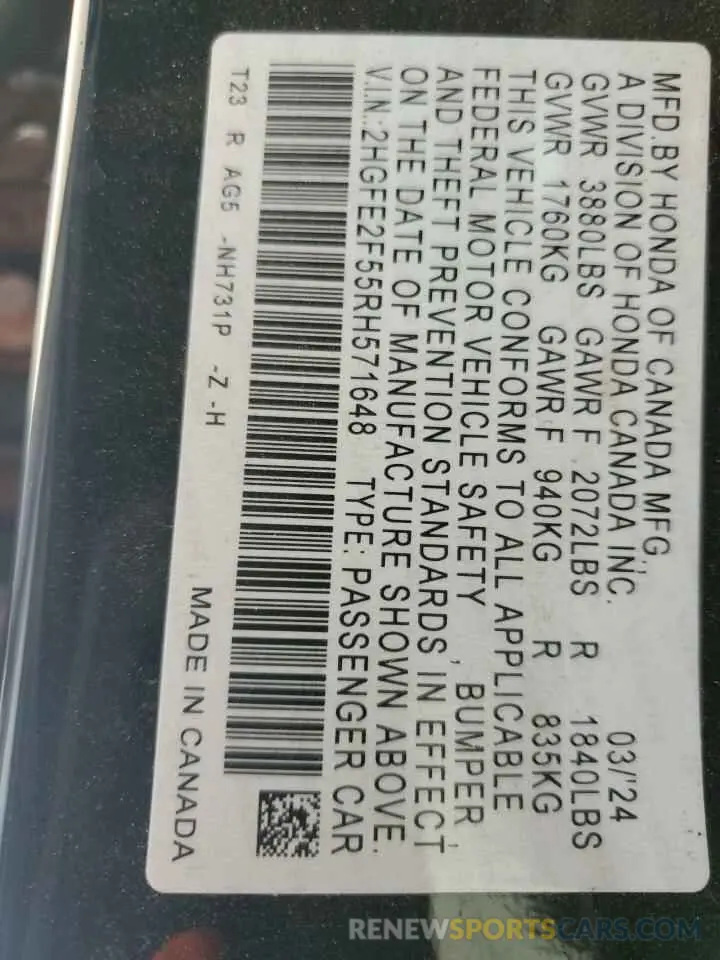 MFD.BY HONDA OF CANADA MFG.,
A DIVISION OF HONDA CANADA INC. 03/'24
GVWR 3880LBS GAWR F 2072LBS R 1840LBS
GVWR 1760KG GAWR F 940KG R 835KG
THIS VEHICLE CONFORMS TO ALL APPLICABLE
FEDERAL MOTOR VEHICLE SAFETY, BUMPER,
AND THEFT PREVENTION STANDARDS IN EFFECT
ON THE DATE OF MANUFACTURE SHOWN ABOVE.
V.I.N.:2HGFE2F55RH571648 TYPE: PASSENGER CAR
T23 R AG5 -NH731P -Z -H MADE IN CANADA
RENEWSPORTSCARS.COM